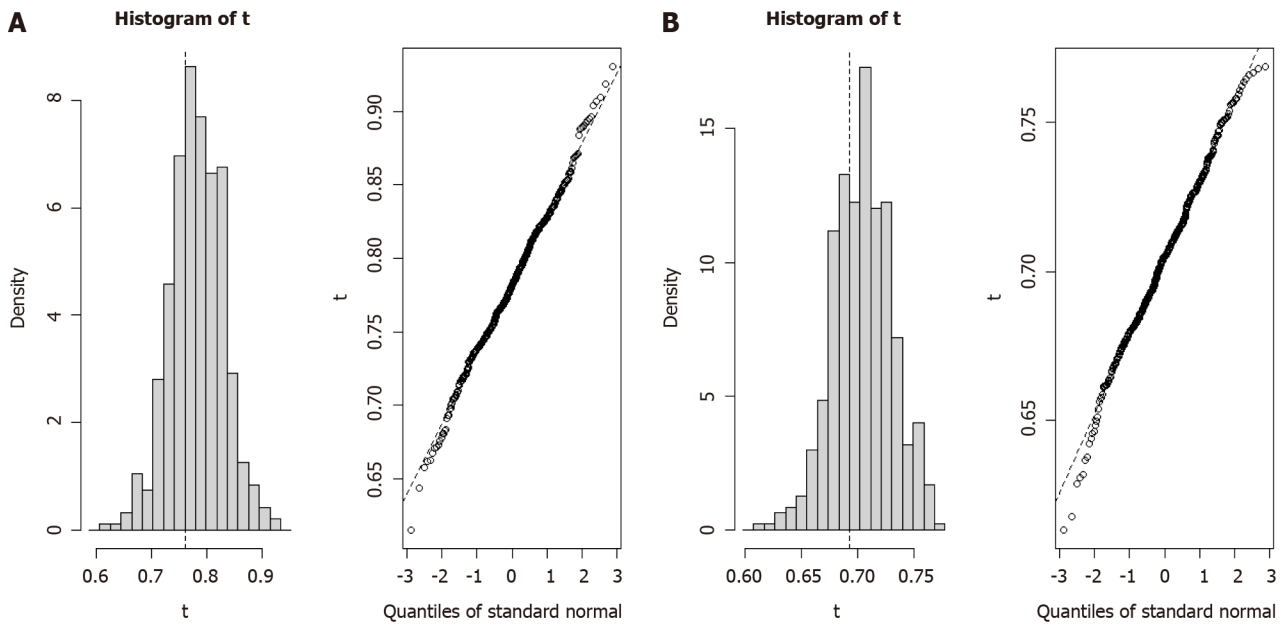 A
Histogram of t
Density
8
6
4
2
0
0.6 0.7 0.8 0.9
t
t
0.90
0.85
0.80
0.75
0.70
0.65
-3 -2 -1 0 1 2 3
Quantiles of standard normal
B
Histogram of t
Density
15
10
5
0
0.60 0.65 0.70 0.75
t
t
0.75
0.70
0.65
-3 -2 -1 0 1 2 3
Quantiles of standard normal